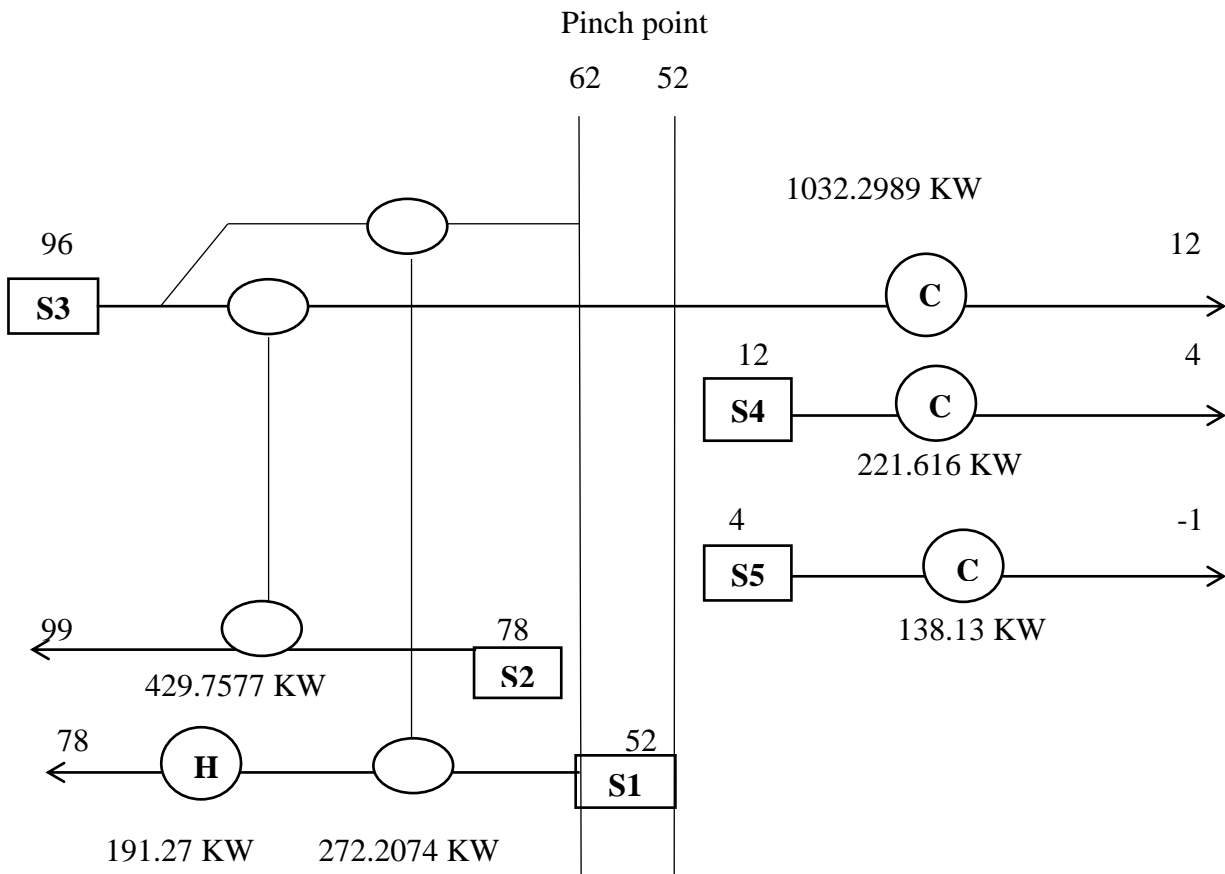 Pinch point
62 52
1032.2989 KW
96 12
S3 C
12 4
S4 C
221.616 KW
4 -1
S5 C
138.13 KW
99 78
S2
429.7577 KW
78 52
H S1
191.27 KW 272.2074 KW